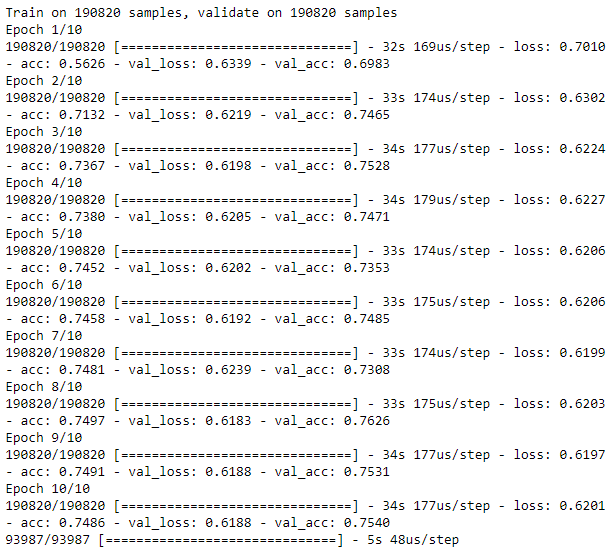 Train on 190820 samples, validate on 190820 samples
Epoch 1/10
190820/190820 [==============================] - 32s 169us/step - loss: 0.7010
- acc: 0.5626 - val_loss: 0.6339 - val_acc: 0.6983
Epoch 2/10
190820/190820 [==============================] - 33s 174us/step - loss: 0.6302
- acc: 0.7132 - val_loss: 0.6219 - val_acc: 0.7465
Epoch 3/10
190820/190820 [==============================] - 34s 177us/step - loss: 0.6224
- acc: 0.7367 - val_loss: 0.6198 - val_acc: 0.7528
Epoch 4/10
190820/190820 [==============================] - 34s 179us/step - loss: 0.6227
- acc: 0.7380 - val_loss: 0.6205 - val_acc: 0.7471
Epoch 5/10
190820/190820 [==============================] - 33s 174us/step - loss: 0.6206
- acc: 0.7452 - val_loss: 0.6202 - val_acc: 0.7353
Epoch 6/10
190820/190820 [==============================] - 33s 175us/step - loss: 0.6206
- acc: 0.7458 - val_loss: 0.6192 - val_acc: 0.7485
Epoch 7/10
190820/190820 [==============================] - 33s 174us/step - loss: 0.6199
- acc: 0.7481 - val_loss: 0.6239 - val_acc: 0.7308
Epoch 8/10
190820/190820 [==============================] - 33s 175us/step - loss: 0.6203
- acc: 0.7497 - val_loss: 0.6183 - val_acc: 0.7626
Epoch 9/10
190820/190820 [==============================] - 34s 177us/step - loss: 0.6197
- acc: 0.7491 - val_loss: 0.6188 - val_acc: 0.7531
Epoch 10/10
190820/190820 [==============================] - 34s 177us/step - loss: 0.6201
- acc: 0.7486 - val_loss: 0.6188 - val_acc: 0.7540
93987/93987 [==============================] - 5s 48us/step